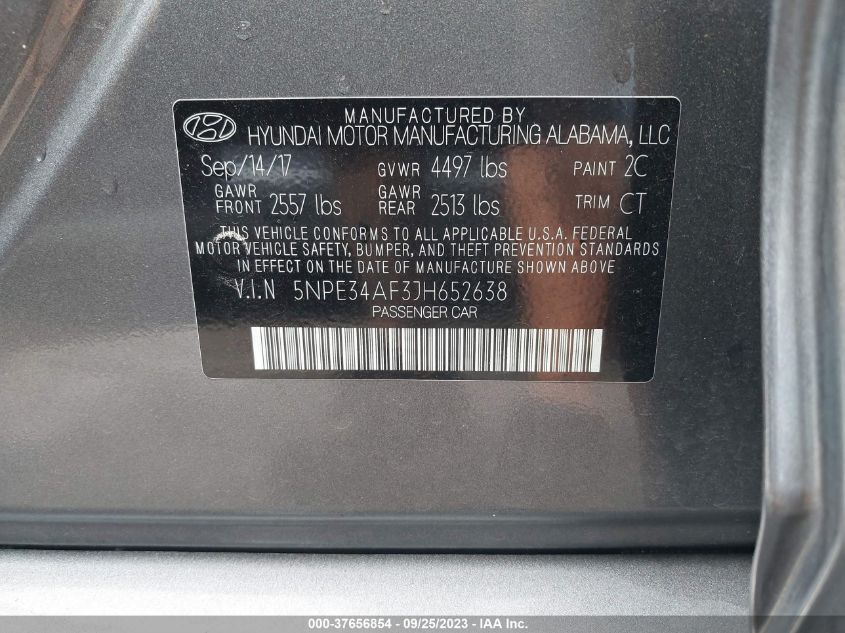 MANUFACTURED BY
HYUNDAI MOTOR MANUFACTURING ALABAMA, LLC
Sep/14/17 GVWR 4497 lbs PAINT 2C
GAWR FRONT 2557 lbs GAWR REAR 2513 lbs TRIM CT
THIS VEHICLE CONFORMS TO ALL APPLICABLE U.S.A. FEDERAL
MOTOR VEHICLE SAFETY, BUMPER, AND THEFT PREVENTION STANDARDS
IN EFFECT ON THE DATE OF MANUFACTURE SHOWN ABOVE
V.I.N 5NPE34AF3JH652638
PASSENGER CAR
000-37656854 - 09/25/2023 - IAA Inc.